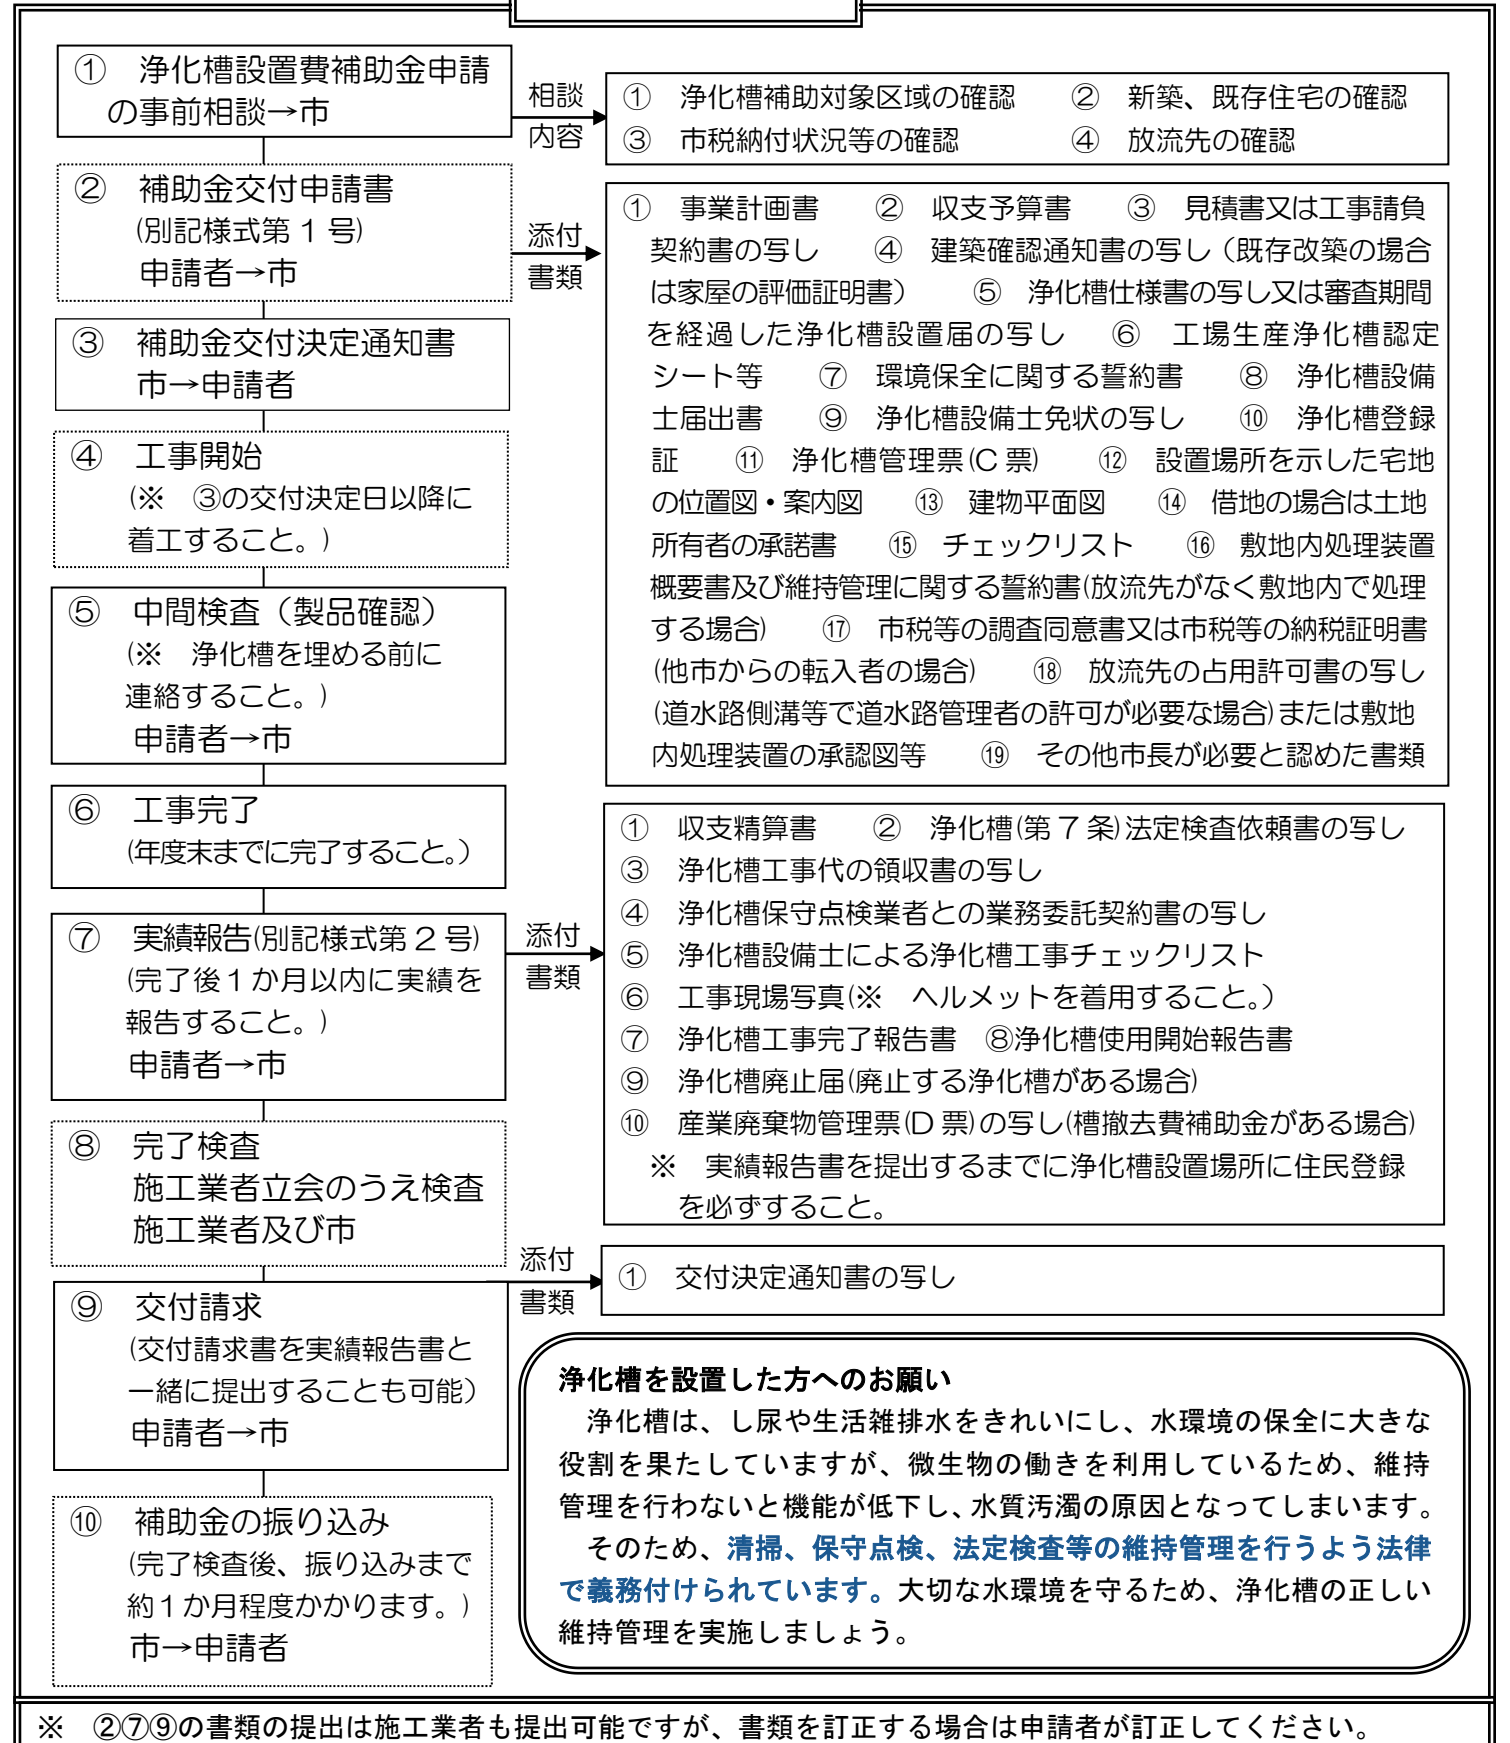 ① 浄化槽設置費補助金申請
の事前相談→市
相談
内容
① 浄化槽補助対象区域の確認 ② 新築、既存住宅の確認
③ 市税納付状況等の確認 ④ 放流先の確認
② 補助金交付申請書
(別記様式第1号)
申請者→市
添付
書類
① 事業計画書 ② 収支予算書 ③ 見積書又は工事請負
契約書の写し ④ 建築確認通知書の写し（既存改築の場合
は家屋の評価証明書） ⑤ 浄化槽仕様書の写し又は審査期間
を経過した浄化槽設置届の写し ⑥ 工場生産浄化槽認定
シート等 ⑦ 環境保全に関する誓約書 ⑧ 浄化槽設備
士届出書 ⑨ 浄化槽設備士免状の写し ⑩ 浄化槽登録
証 ⑪ 浄化槽管理票(C票) ⑫ 設置場所を示した宅地
の位置図・案内図 ⑬ 建物平面図 ⑭ 借地の場合は土地
所有者の承諾書 ⑮ チェックリスト ⑯ 敷地内処理装置
概要書及び維持管理に関する誓約書(放流先がなく敷地内で処理
する場合) ⑰ 市税等の調査同意書又は市税等の納税証明書
(他市からの転入者の場合) ⑱ 放流先の占用許可書の写し
(道水路側溝等で道水路管理者の許可が必要な場合)または敷地
内処理装置の承認図等 ⑲ その他市長が必要と認めた書類
③ 補助金交付決定通知書
市→申請者
④ 工事開始
(※ ③の交付決定日以降に
着工すること。)
⑤ 中間検査（製品確認）
(※ 浄化槽を埋める前に
連絡すること。)
申請者→市
⑥ 工事完了
(年度末までに完了すること。）
⑦ 実績報告(別記様式第2号)
(完了後1か月以内に実績を
報告すること。)
申請者→市
添付
書類
① 収支精算書 ② 浄化槽(第7条)法定検査依頼書の写し
③ 浄化槽工事代の領収書の写し
④ 浄化槽保守点検業者との業務委託契約書の写し
⑤ 浄化槽設備士による浄化槽工事チェックリスト
⑥ 工事現場写真(※ ヘルメットを着用すること。）
⑦ 浄化槽工事完了報告書 ⑧浄化槽使用開始報告書
⑨ 浄化槽廃止届(廃止する浄化槽がある場合)
⑩ 産業廃棄物管理票(D票)の写し(槽撤去費補助金がある場合)
※ 実績報告書を提出するまでに浄化槽設置場所に住民登録
を必ずすること。
⑧ 完了検査
施工業者立会のうえ検査
施工業者及び市
添付
書類
① 交付決定通知書の写し
⑨ 交付請求
(交付請求書を実績報告書と
一緒に提出することも可能）
申請者→市
⑩ 補助金の振り込み
(完了検査後、振り込みまで
約1か月程度かかります。)
市→申請者
浄化槽を設置した方へのお願い
浄化槽は、し尿や生活雑排水をきれいにし、水環境の保全に大きな
役割を果たしていますが、微生物の働きを利用しているため、維持
管理を行わないと機能が低下し、水質汚濁の原因となってしまいます。
そのため、清掃、保守点検、法定検査等の維持管理を行うよう法律
で義務付けられています。大切な水環境を守るため、浄化槽の正しい
維持管理を実施しましょう。
※ ②⑦⑨の書類の提出は施工業者も提出可能ですが、書類を訂正する場合は申請者が訂正してください。